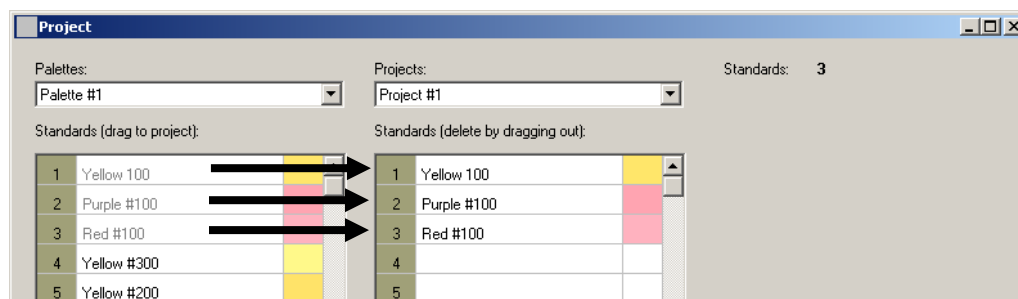 Project
Palettes:
Projects:
Standards: 3
Palette #1
Project #1
Standards (drag to project):
Standards (delete by dragging out):
1 Yellow 100
1 Yellow 100
2 Purple #100
2 Purple #100
3 Red #100
3 Red #100
4 Yellow #300
4
5 Yellow #200
5